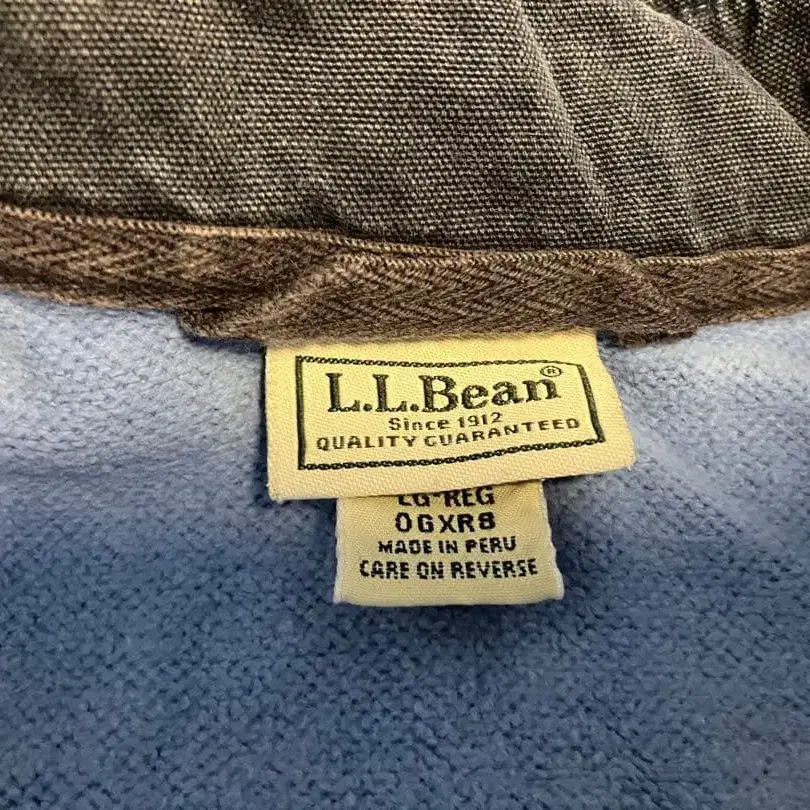 L.L.Bean®
Since 1912
QUALITY GUARANTEED
LG-REG
0GXR8
MADE IN PERU
CARE ON REVERSE